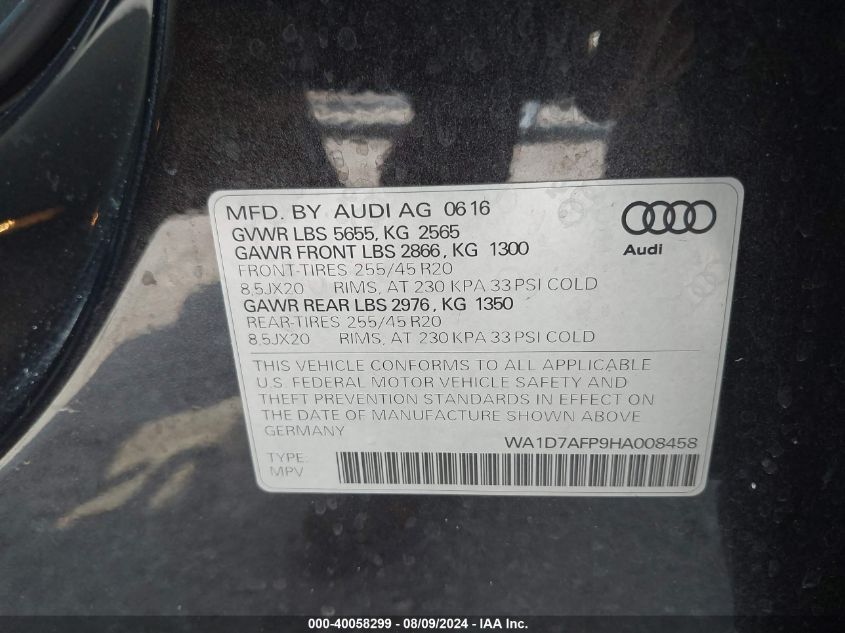 MFD. BY AUDI AG 0616
GVWR LBS 5655, KG 2565
GAWR FRONT LBS 2866, KG 1300
FRONT-TIRES 255/45 R20
8,5JX20 RIMS, AT 230 KPA 33 PSI COLD
GAWR REAR LBS 2976, KG 1350
REAR-TIRES 255/45 R20
8,5JX20 RIMS, AT 230 KPA 33 PSI COLD
Audi
THIS VEHICLE CONFORMS TO ALL APPLICABLE
U.S. FEDERAL MOTOR VEHICLE SAFETY AND
THEFT PREVENTION STANDARDS IN EFFECT ON
THE DATE OF MANUFACTURE SHOWN ABOVE
GERMANY
WA1D7AFP9HA008458
TYPE:
MPV
000-40058299 - 08/09/2024 - IAA Inc.